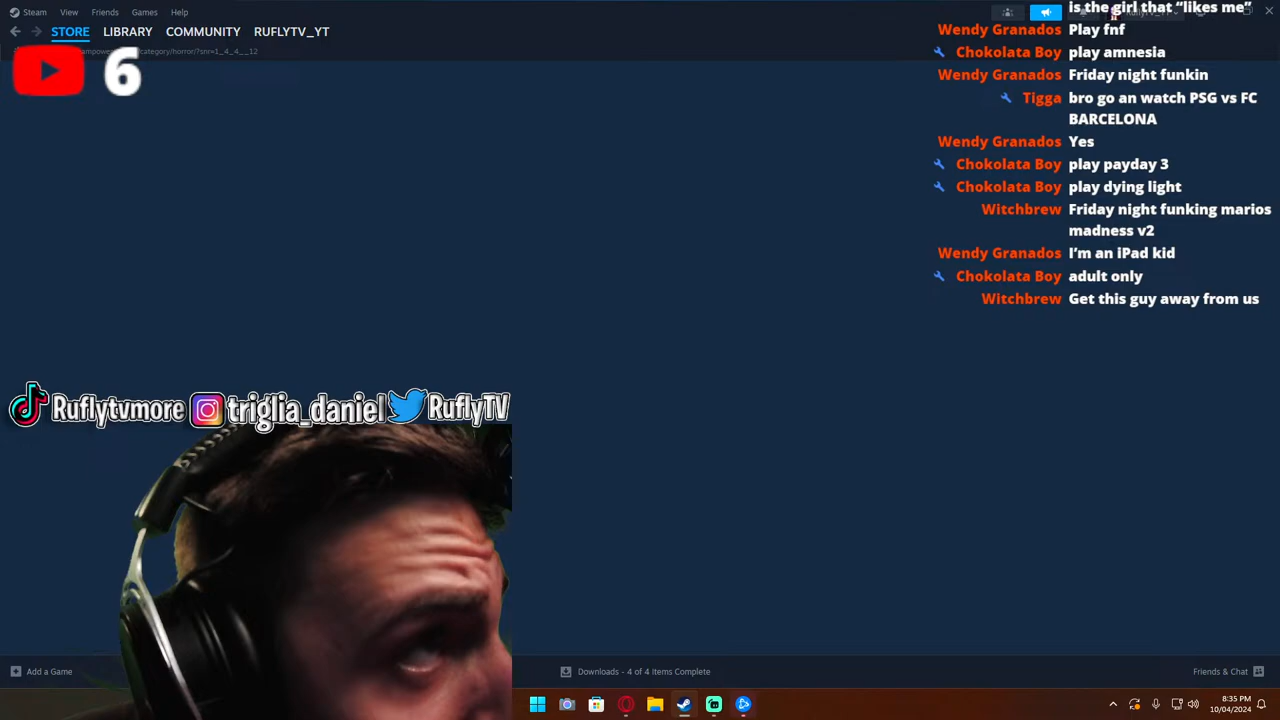 Steam View Friends Games Help
STORE LIBRARY COMMUNITY RUFLYTV_YT
category/horror/?snr=1_4_4__12
6
is the girl that “likes me”
Wendy Granados Play fnf
Chokolata Boy play amnesia
Wendy Granados Friday night funkin
Tigga bro go an watch PSG vs FC
BARCELONA
Wendy Granados Yes
Chokolata Boy play payday 3
Chokolata Boy play dying light
Witchbrew Friday night funking marios
madness v2
Wendy Granados I’m an iPad kid
Chokolata Boy adult only
Witchbrew Get this guy away from us
Ruflytvmore triglia_daniel RuflyTV
Add a Game Downloads - 4 of 4 Items Complete Friends & Chat
8:35 PM
10/04/2024